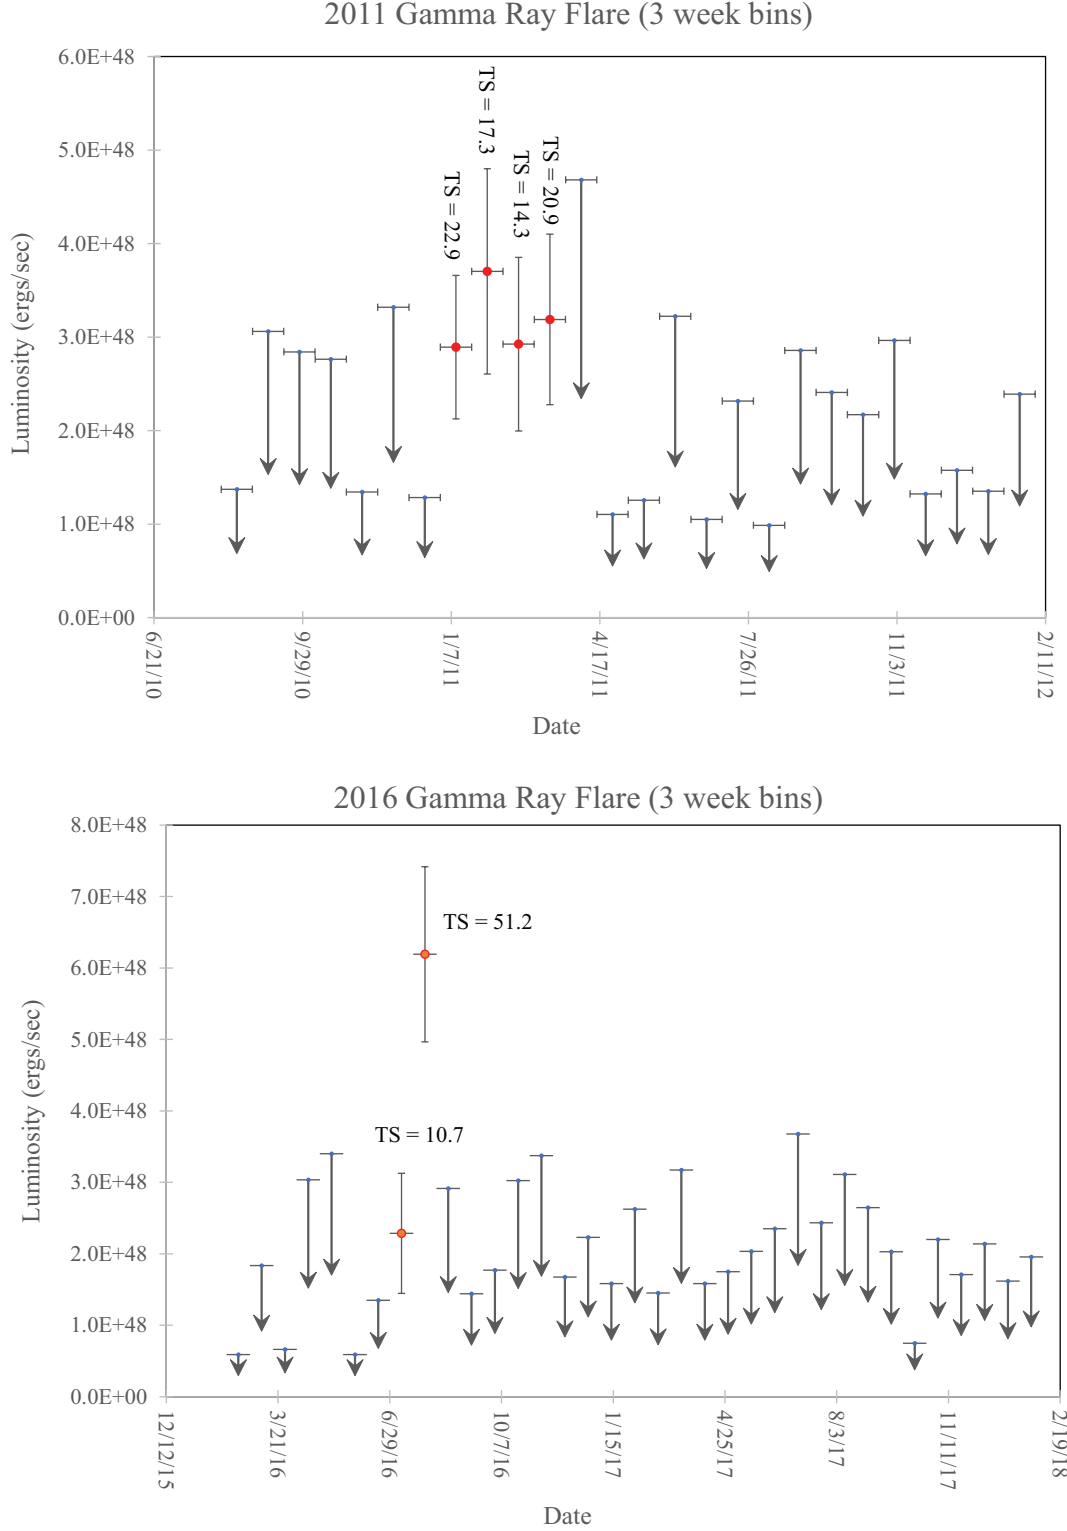 2011 Gamma Ray Flare (3 week bins)
6.0E+48
5.0E+48
4.0E+48
3.0E+48
2.0E+48
1.0E+48
0.0E+00
Luminosity (ergs/sec)
TS = 22.9
TS = 17.3
TS = 14.3
TS = 20.9
6/21/10
9/29/10
1/7/11
4/17/11
7/26/11
11/3/11
2/11/12
Date
2016 Gamma Ray Flare (3 week bins)
8.0E+48
7.0E+48
6.0E+48
5.0E+48
4.0E+48
3.0E+48
2.0E+48
1.0E+48
0.0E+00
Luminosity (ergs/sec)
TS = 51.2
TS = 10.7
12/12/15
3/21/16
6/29/16
10/7/16
1/15/17
4/25/17
8/3/17
11/11/17
2/19/18
Date